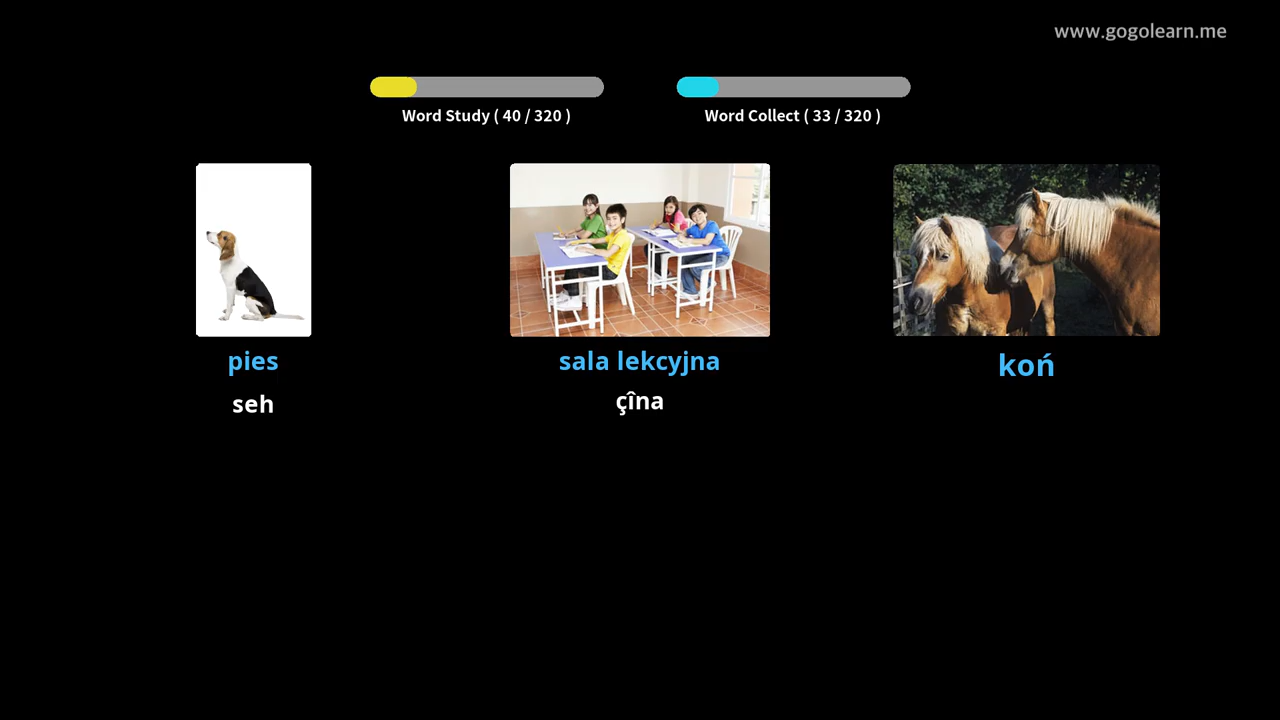 www.gogolearn.me
Word Study ( 40 / 320 )
Word Collect ( 33 / 320 )
pies
seh
sala lekcyjna
çîna
koń